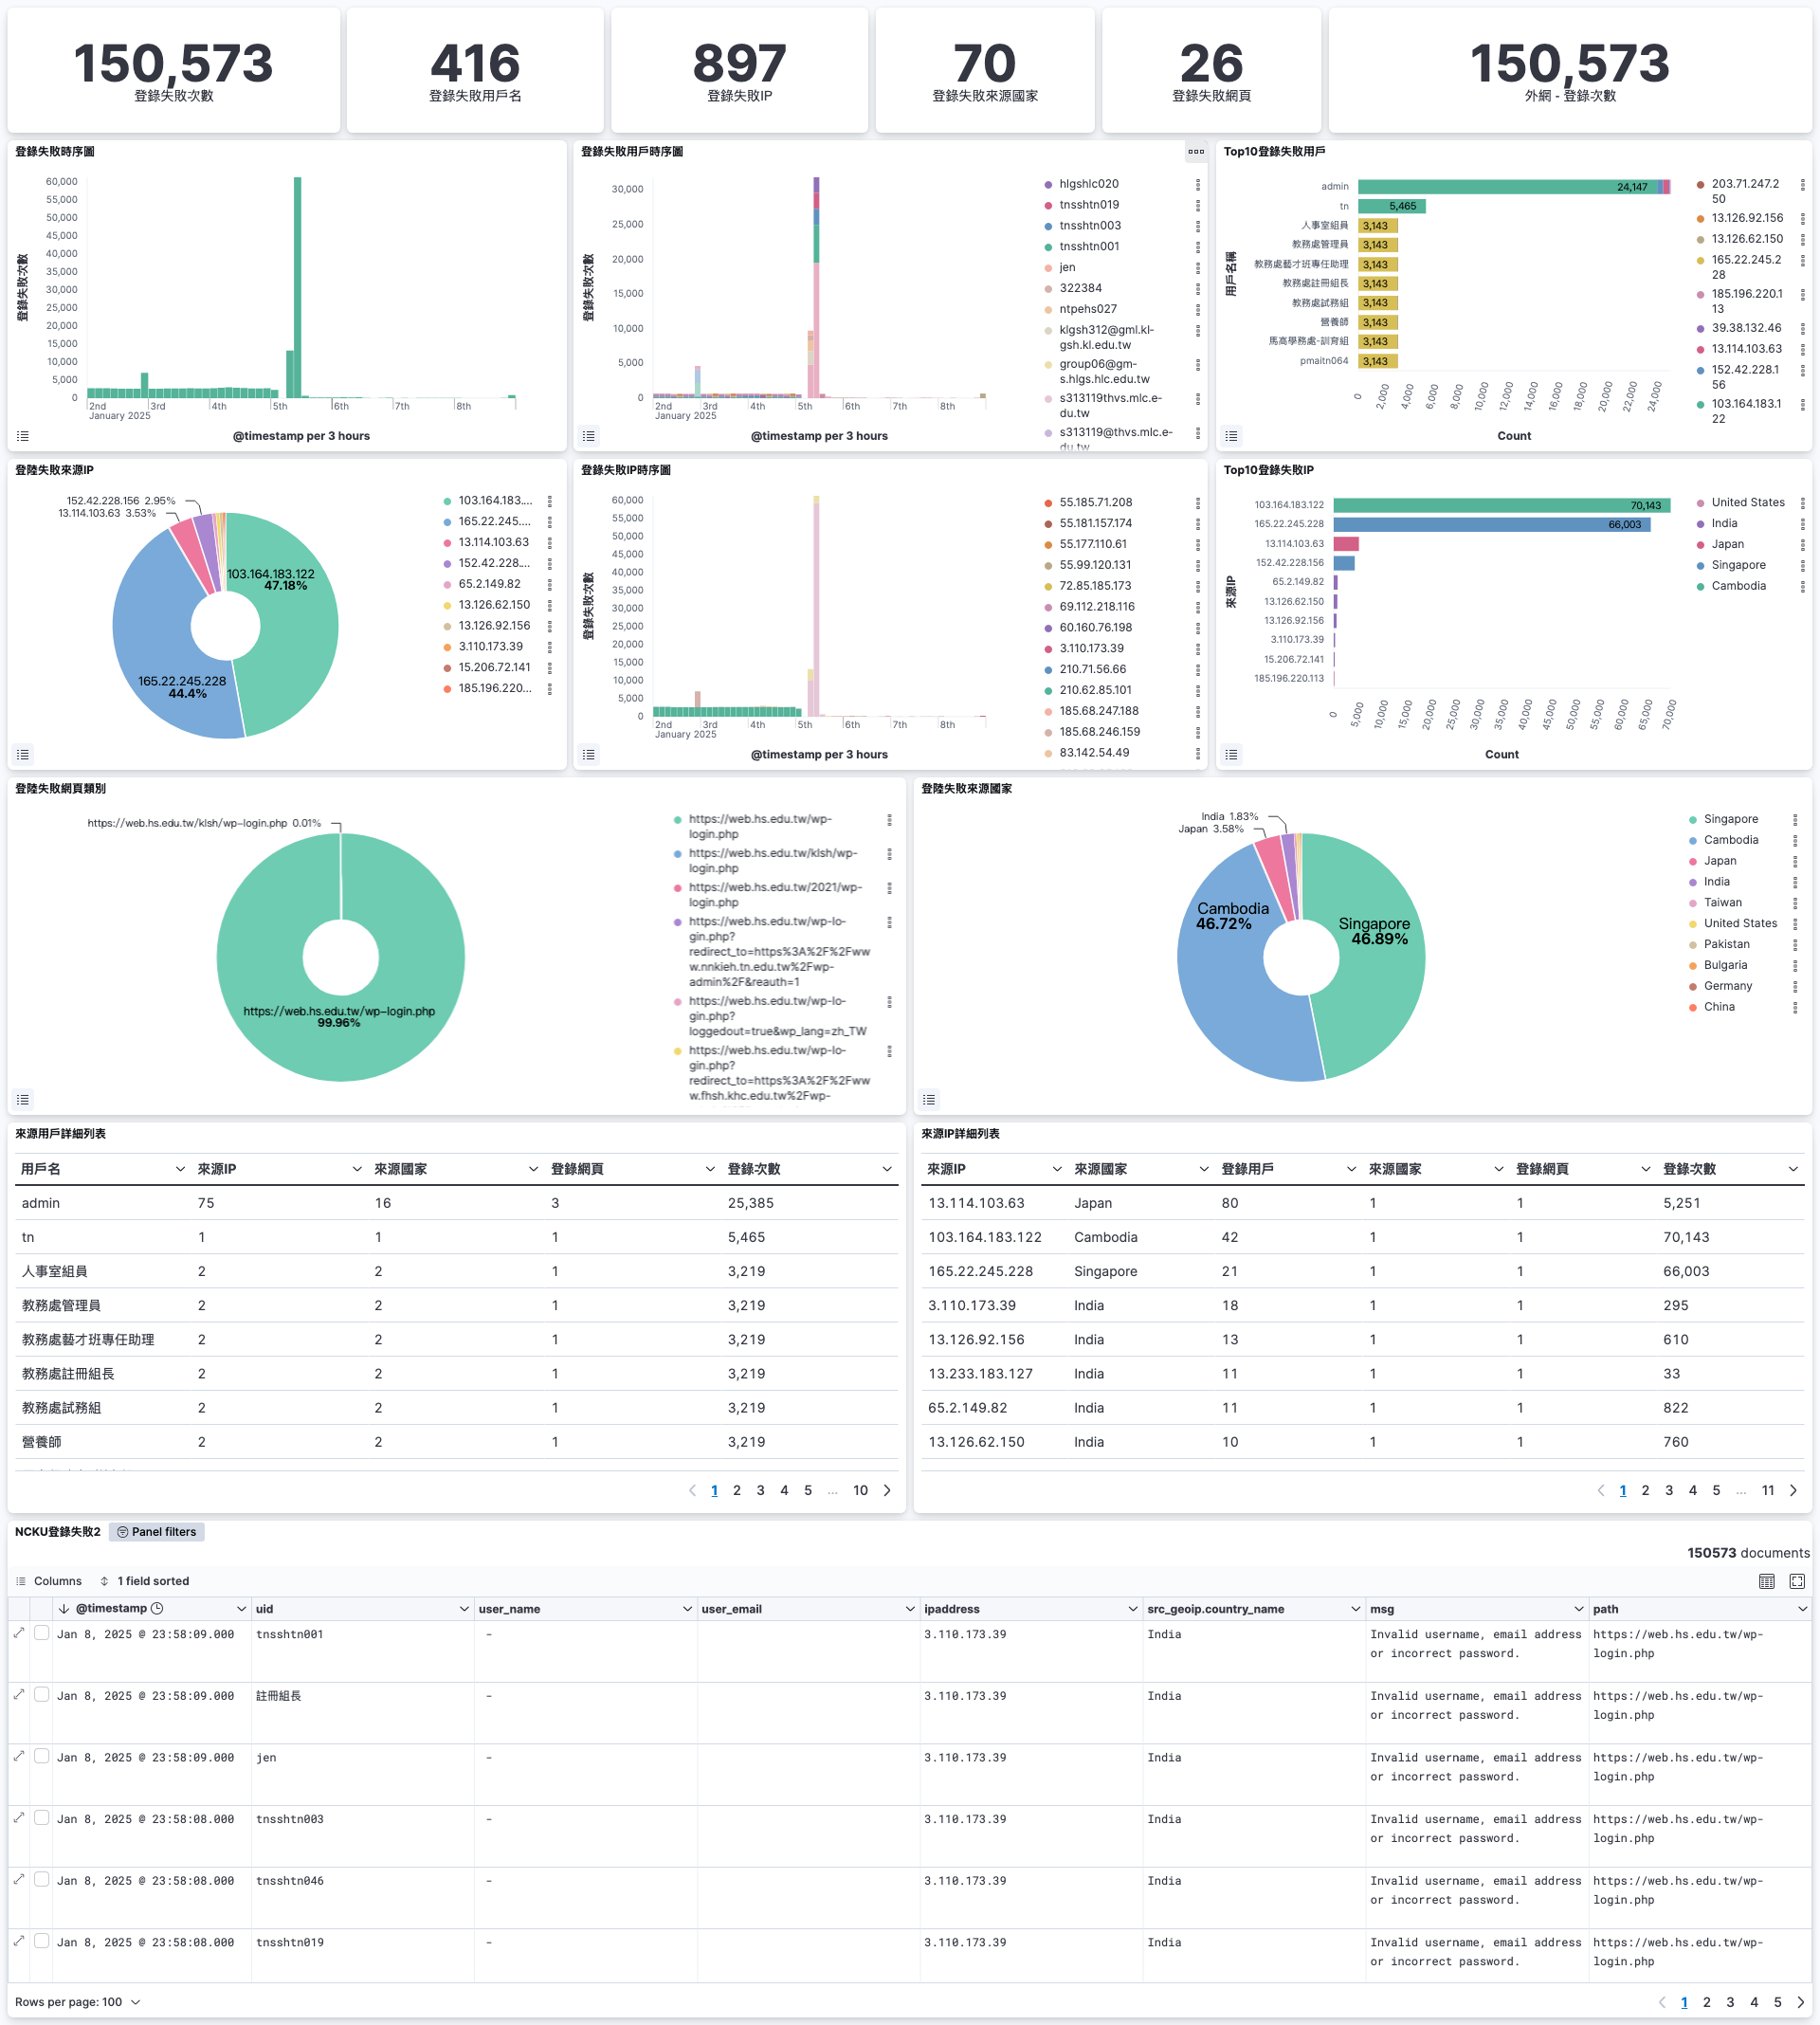 150,573
登錄失敗次數
416
登錄失敗用戶名
897
登錄失敗IP
70
登錄失敗來源國家
26
登錄失敗網頁
150,573
外網 - 登錄次數
登錄失敗時序圖
登錄失敗次數
60,000
55,000
50,000
45,000
40,000
35,000
30,000
25,000
20,000
15,000
10,000
5,000
0
2nd 3rd 4th 5th 6th 7th 8th
January 2025
@timestamp per 3 hours
登錄失敗用戶時序圖
登錄失敗次數
30,000
25,000
20,000
15,000
10,000
5,000
0
2nd 3rd 4th 5th 6th 7th 8th
January 2025
@timestamp per 3 hours
hlgshlc020
tnsshtn019
tnsshtn003
tnsshtn001
jen
322384
ntpehs027
klgsh312@gml.kl-
gsh.kl.edu.tw
group06@gm-
s.hlgs.hlc.edu.tw
s313119thvs.mlc.e-
du.tw
s313119@thvs.mlc.e-
du.tw
Top10登錄失敗用戶
用戶名稱
admin 24,147
tn 5,465
人事室組員 3,143
教務處管理員 3,143
教務處藝才班專任助理 3,143
教務處註冊組長 3,143
教務處試務組 3,143
營養師 3,143
馬高學務處-訓育組 3,143
pmaitn064 3,143
0 2,000 4,000 6,000 8,000 10,000 12,000 14,000 16,000 18,000 20,000 22,000 24,000
Count
203.71.247.2
50
13.126.92.156
13.126.62.150
165.22.245.2
28
185.196.220.1
13
39.38.132.46
13.114.103.63
152.42.228.1
56
103.164.183.1
22
登陸失敗來源IP
152.42.228.156 2.95%
13.114.103.63 3.53%
103.164.183.122
47.18%
165.22.245.228
44.4%
103.164.183....
165.22.245....
13.114.103.63
152.42.228....
65.2.149.82
13.126.62.150
13.126.92.156
3.110.173.39
15.206.72.141
185.196.220...
登錄失敗IP時序圖
登錄失敗次數
60,000
55,000
50,000
45,000
40,000
35,000
30,000
25,000
20,000
15,000
10,000
5,000
0
2nd 3rd 4th 5th 6th 7th 8th
January 2025
@timestamp per 3 hours
55.185.71.208
55.181.157.174
55.177.110.61
55.99.120.131
72.85.185.173
69.112.218.116
60.160.76.198
3.110.173.39
210.71.56.66
210.62.85.101
185.68.247.188
185.68.246.159
83.142.54.49
Top10登錄失敗IP
來源IP
103.164.183.122 70,143
165.22.245.228 66,003
13.114.103.63
152.42.228.156
65.2.149.82
13.126.62.150
13.126.92.156
3.110.173.39
15.206.72.141
185.196.220.113
0 5,000 10,000 15,000 20,000 25,000 30,000 35,000 40,000 45,000 50,000 55,000 60,000 65,000 70,000
Count
United States
India
Japan
Singapore
Cambodia
登陸失敗網頁類別
https://web.hs.edu.tw/klsh/wp-login.php 0.01%
https://web.hs.edu.tw/wp-login.php
99.96%
https://web.hs.edu.tw/wp-
login.php
https://web.hs.edu.tw/klsh/wp-
login.php
https://web.hs.edu.tw/2021/wp-
login.php
https://web.hs.edu.tw/wp-lo-
gin.php?
redirect_to=https%3A%2F%2Fww
w.nnkieh.tn.edu.tw%2Fwp-
admin%2F&reauth=1
https://web.hs.edu.tw/wp-lo-
gin.php?
loggedout=true&wp_lang=zh_TW
https://web.hs.edu.tw/wp-lo-
gin.php?
redirect_to=https%3A%2F%2Fww
w.fhsh.khc.edu.tw%2Fwp-
登陸失敗來源國家
India 1.83%
Japan 3.58%
Cambodia
46.72%
Singapore
46.89%
Singapore
Cambodia
Japan
India
Taiwan
United States
Pakistan
Bulgaria
Germany
China
來源用戶詳細列表
用戶名 來源IP 來源國家 登錄網頁 登錄次數
admin 75 16 3 25,385
tn 1 1 1 5,465
人事室組員 2 2 1 3,219
教務處管理員 2 2 1 3,219
教務處藝才班專任助理 2 2 1 3,219
教務處註冊組長 2 2 1 3,219
教務處試務組 2 2 1 3,219
營養師 2 2 1 3,219
1 2 3 4 5 ... 10
來源IP詳細列表
來源IP 來源國家 登錄用戶 來源國家 登錄網頁 登錄次數
13.114.103.63 Japan 80 1 1 5,251
103.164.183.122 Cambodia 42 1 1 70,143
165.22.245.228 Singapore 21 1 1 66,003
3.110.173.39 India 18 1 1 295
13.126.92.156 India 13 1 1 610
13.233.183.127 India 11 1 1 33
65.2.149.82 India 11 1 1 822
13.126.62.150 India 10 1 1 760
1 2 3 4 5 ... 11
NCKU登錄失敗2 Panel filters
150573 documents
Columns 1 field sorted
@timestamp uid user_name user_email ipaddress src_geoip.country_name msg path
Jan 8, 2025 @ 23:58:09.000 tnsshtn001 - 3.110.173.39 India Invalid username, email address https://web.hs.edu.tw/wp-
or incorrect password. login.php
Jan 8, 2025 @ 23:58:09.000 註冊組長 - 3.110.173.39 India Invalid username, email address https://web.hs.edu.tw/wp-
or incorrect password. login.php
Jan 8, 2025 @ 23:58:09.000 jen - 3.110.173.39 India Invalid username, email address https://web.hs.edu.tw/wp-
or incorrect password. login.php
Jan 8, 2025 @ 23:58:08.000 tnsshtn003 - 3.110.173.39 India Invalid username, email address https://web.hs.edu.tw/wp-
or incorrect password. login.php
Jan 8, 2025 @ 23:58:08.000 tnsshtn046 - 3.110.173.39 India Invalid username, email address https://web.hs.edu.tw/wp-
or incorrect password. login.php
Jan 8, 2025 @ 23:58:08.000 tnsshtn019 - 3.110.173.39 India Invalid username, email address https://web.hs.edu.tw/wp-
or incorrect password. login.php
Rows per page: 100
1 2 3 4 5